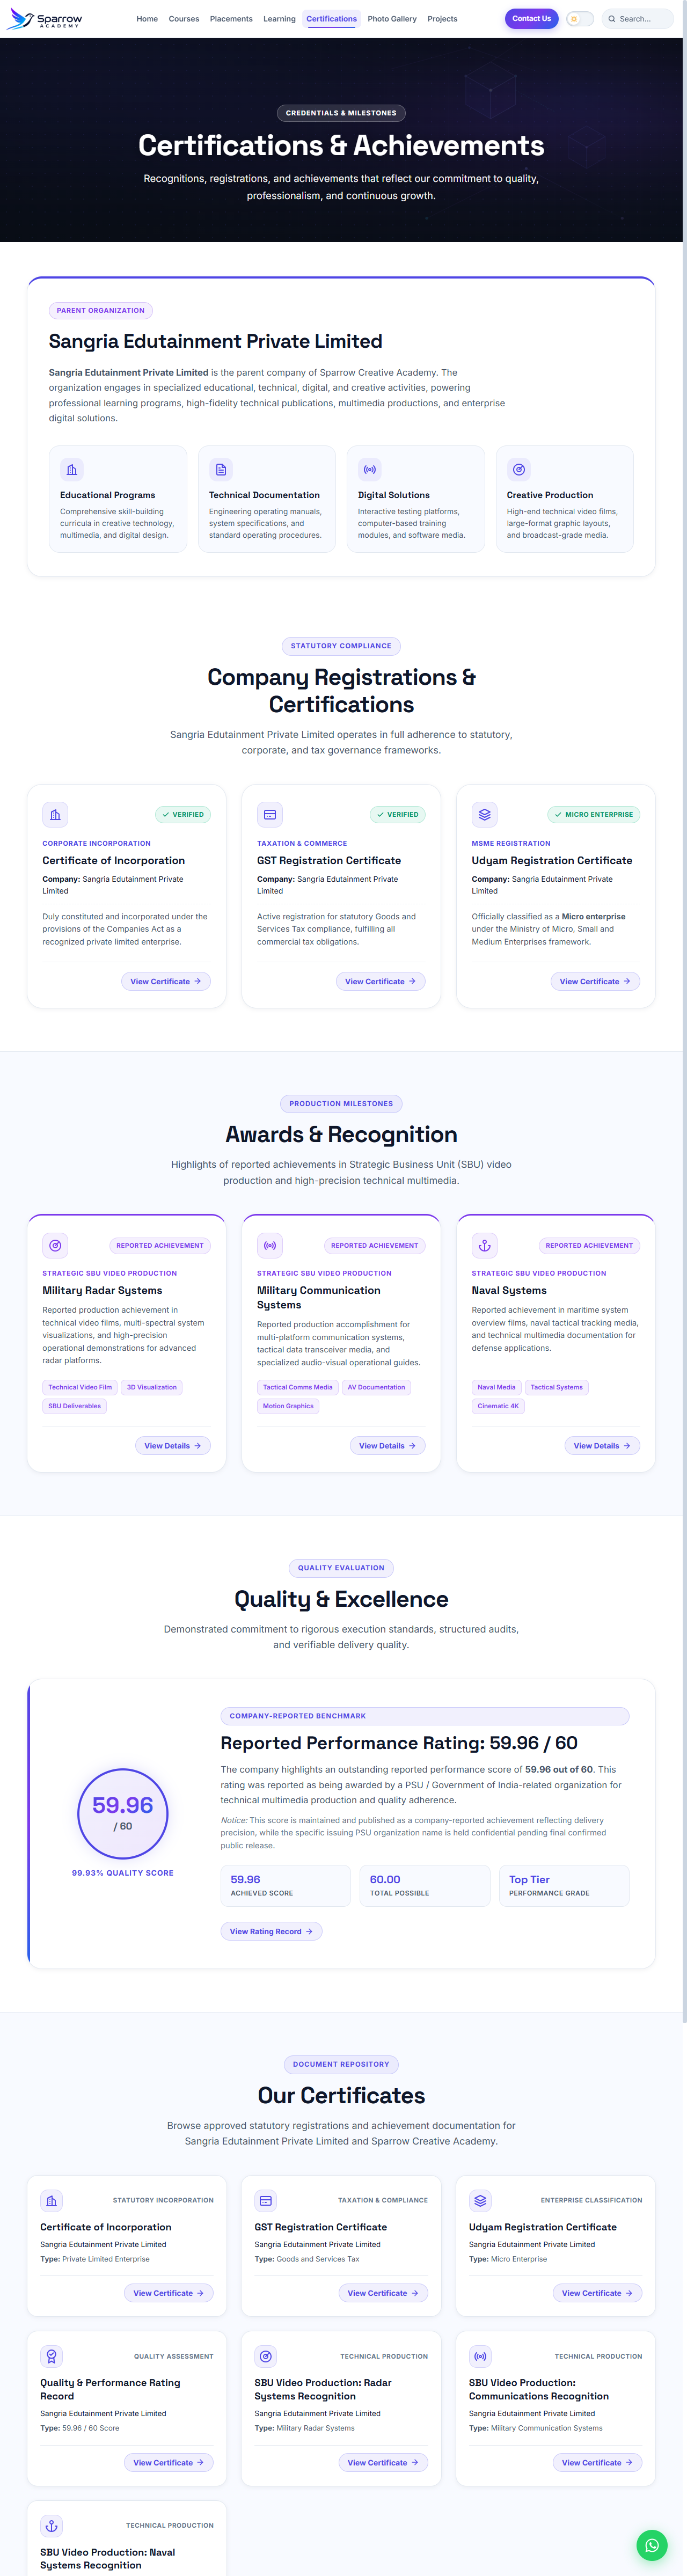 Sparrow
ACADEMY
Home Courses Placements Learning Certifications Photo Gallery Projects
Contact Us
Search...
CREDENTIALS & MILESTONES
Certifications & Achievements
Recognitions, registrations, and achievements that reflect our commitment to quality,
professionalism, and continuous growth.
PARENT ORGANIZATION
Sangria Edutainment Private Limited
Sangria Edutainment Private Limited is the parent company of Sparrow Creative Academy. The
organization engages in specialized educational, technical, digital, and creative activities, powering
professional learning programs, high-fidelity technical publications, multimedia productions, and enterprise
digital solutions.
Educational Programs
Comprehensive skill-building
curricula in creative technology,
multimedia, and digital design.
Technical Documentation
Engineering operating manuals,
system specifications, and
standard operating procedures.
Digital Solutions
Interactive testing platforms,
computer-based training
modules, and software media.
Creative Production
High-end technical video films,
large-format graphic layouts,
and broadcast-grade media.
STATUTORY COMPLIANCE
Company Registrations &
Certifications
Sangria Edutainment Private Limited operates in full adherence to statutory,
corporate, and tax governance frameworks.
VERIFIED
CORPORATE INCORPORATION
Certificate of Incorporation
Company: Sangria Edutainment Private
Limited
Duly constituted and incorporated under the
provisions of the Companies Act as a
recognized private limited enterprise.
View Certificate →
VERIFIED
TAXATION & COMMERCE
GST Registration Certificate
Company: Sangria Edutainment Private
Limited
Active registration for statutory Goods and
Services Tax compliance, fulfilling all
commercial tax obligations.
View Certificate →
MICRO ENTERPRISE
MSME REGISTRATION
Udyam Registration Certificate
Company: Sangria Edutainment Private
Limited
Officially classified as a Micro enterprise
under the Ministry of Micro, Small and
Medium Enterprises framework.
View Certificate →
PRODUCTION MILESTONES
Awards & Recognition
Highlights of reported achievements in Strategic Business Unit (SBU) video
production and high-precision technical multimedia.
REPORTED ACHIEVEMENT
STRATEGIC SBU VIDEO PRODUCTION
Military Radar Systems
Reported production achievement in
technical video films, multi-spectral system
visualizations, and high-precision
operational demonstrations for advanced
radar platforms.
Technical Video Film 3D Visualization
SBU Deliverables
View Details →
REPORTED ACHIEVEMENT
STRATEGIC SBU VIDEO PRODUCTION
Military Communication
Systems
Reported production accomplishment for
multi-platform communication systems,
tactical data transceiver media, and
specialized audio-visual operational guides.
Tactical Comms Media AV Documentation
Motion Graphics
View Details →
REPORTED ACHIEVEMENT
STRATEGIC SBU VIDEO PRODUCTION
Naval Systems
Reported achievement in maritime system
overview films, naval tactical tracking media,
and technical multimedia documentation for
defense applications.
Naval Media Tactical Systems
Cinematic 4K
View Details →
QUALITY EVALUATION
Quality & Excellence
Demonstrated commitment to rigorous execution standards, structured audits,
and verifiable delivery quality.
59.96
/ 60
99.93% QUALITY SCORE
COMPANY-REPORTED BENCHMARK
Reported Performance Rating: 59.96 / 60
The company highlights an outstanding reported performance score of 59.96 out of 60. This
rating was reported as being awarded by a PSU / Government of India-related organization for
technical multimedia production and quality adherence.
Notice: This score is maintained and published as a company-reported achievement reflecting delivery
precision, while the specific issuing PSU organization name is held confidential pending final confirmed
public release.
59.96
ACHIEVED SCORE
60.00
TOTAL POSSIBLE
Top Tier
PERFORMANCE GRADE
View Rating Record →
DOCUMENT REPOSITORY
Our Certificates
Browse approved statutory registrations and achievement documentation for
Sangria Edutainment Private Limited and Sparrow Creative Academy.
STATUTORY INCORPORATION
Certificate of Incorporation
Sangria Edutainment Private Limited
Type: Private Limited Enterprise
View Certificate →
TAXATION & COMPLIANCE
GST Registration Certificate
Sangria Edutainment Private Limited
Type: Goods and Services Tax
View Certificate →
ENTERPRISE CLASSIFICATION
Udyam Registration Certificate
Sangria Edutainment Private Limited
Type: Micro Enterprise
View Certificate →
QUALITY ASSESSMENT
Quality & Performance Rating
Record
Sangria Edutainment Private Limited
Type: 59.96 / 60 Score
View Certificate →
TECHNICAL PRODUCTION
SBU Video Production: Radar
Systems Recognition
Sangria Edutainment Private Limited
Type: Military Radar Systems
View Certificate →
TECHNICAL PRODUCTION
SBU Video Production:
Communications Recognition
Sangria Edutainment Private Limited
Type: Military Communication Systems
View Certificate →
TECHNICAL PRODUCTION
SBU Video Production: Naval
Systems Recognition